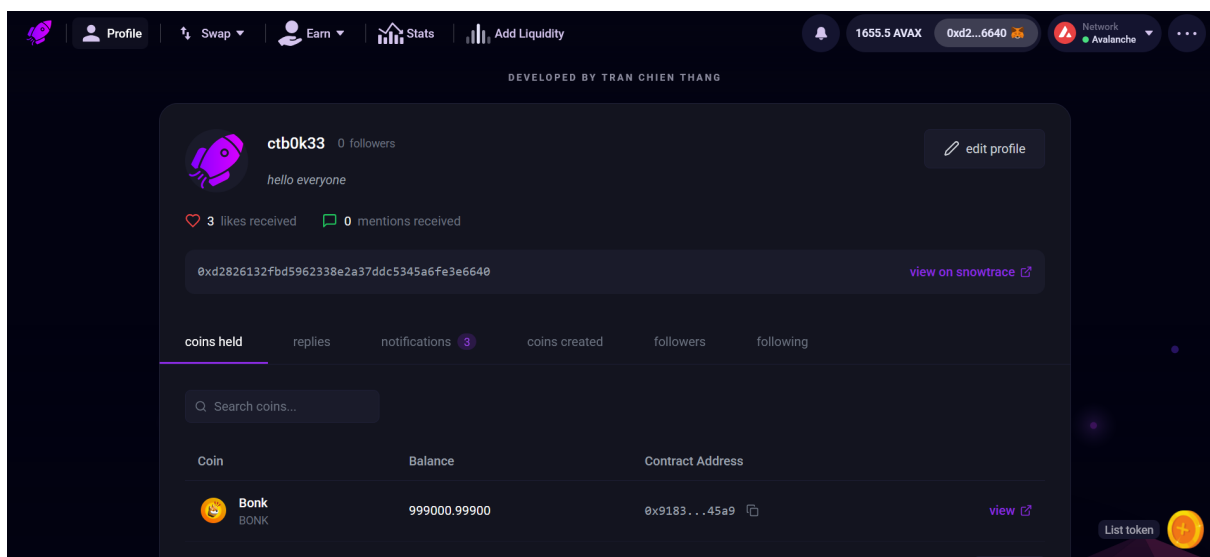 Profile
Swap
Earn
Stats
Add Liquidity
1655.5 AVAX
0xd2...6640
Network
Avalanche
DEVELOPED BY TRAN CHIEN THANG
ctb0k33 0 followers
edit profile
hello everyone
3 likes received 0 mentions received
0xd2826132fbd5962338e2a37ddc5345a6fe3e6640
view on snowtrace
coins held replies notifications 3 coins created followers following
Search coins...
Coin Balance Contract Address
Bonk
BONK
999000.99900
0x9183...45a9
view
List token